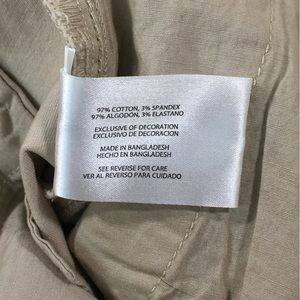 97% COTTON, 3% SPANDEX
97% ALGODON, 3% ELASTANO
EXCLUSIVE OF DECORATION
EXCLUSIVO DE DECORACION
MADE IN BANGLADESH
HECHO EN BANGLADESH
SEE REVERSE FOR CARE
VER AL REVERSO PARA CUIDADO